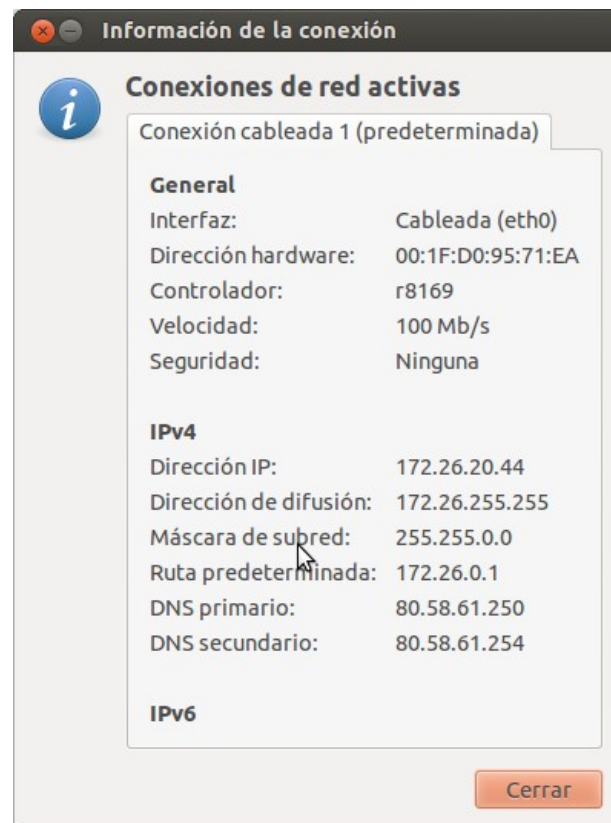 Información de la conexión
Conexiones de red activas
Conexión cableada 1 (predeterminada)
General
Interfaz: Cableada (eth0)
Dirección hardware: 00:1F:D0:95:71:EA
Controlador: r8169
Velocidad: 100 Mb/s
Seguridad: Ninguna
IPv4
Dirección IP: 172.26.20.44
Dirección de difusión: 172.26.255.255
Máscara de subred: 255.255.0.0
Ruta predeterminada: 172.26.0.1
DNS primario: 80.58.61.250
DNS secundario: 80.58.61.254
IPv6
Cerrar